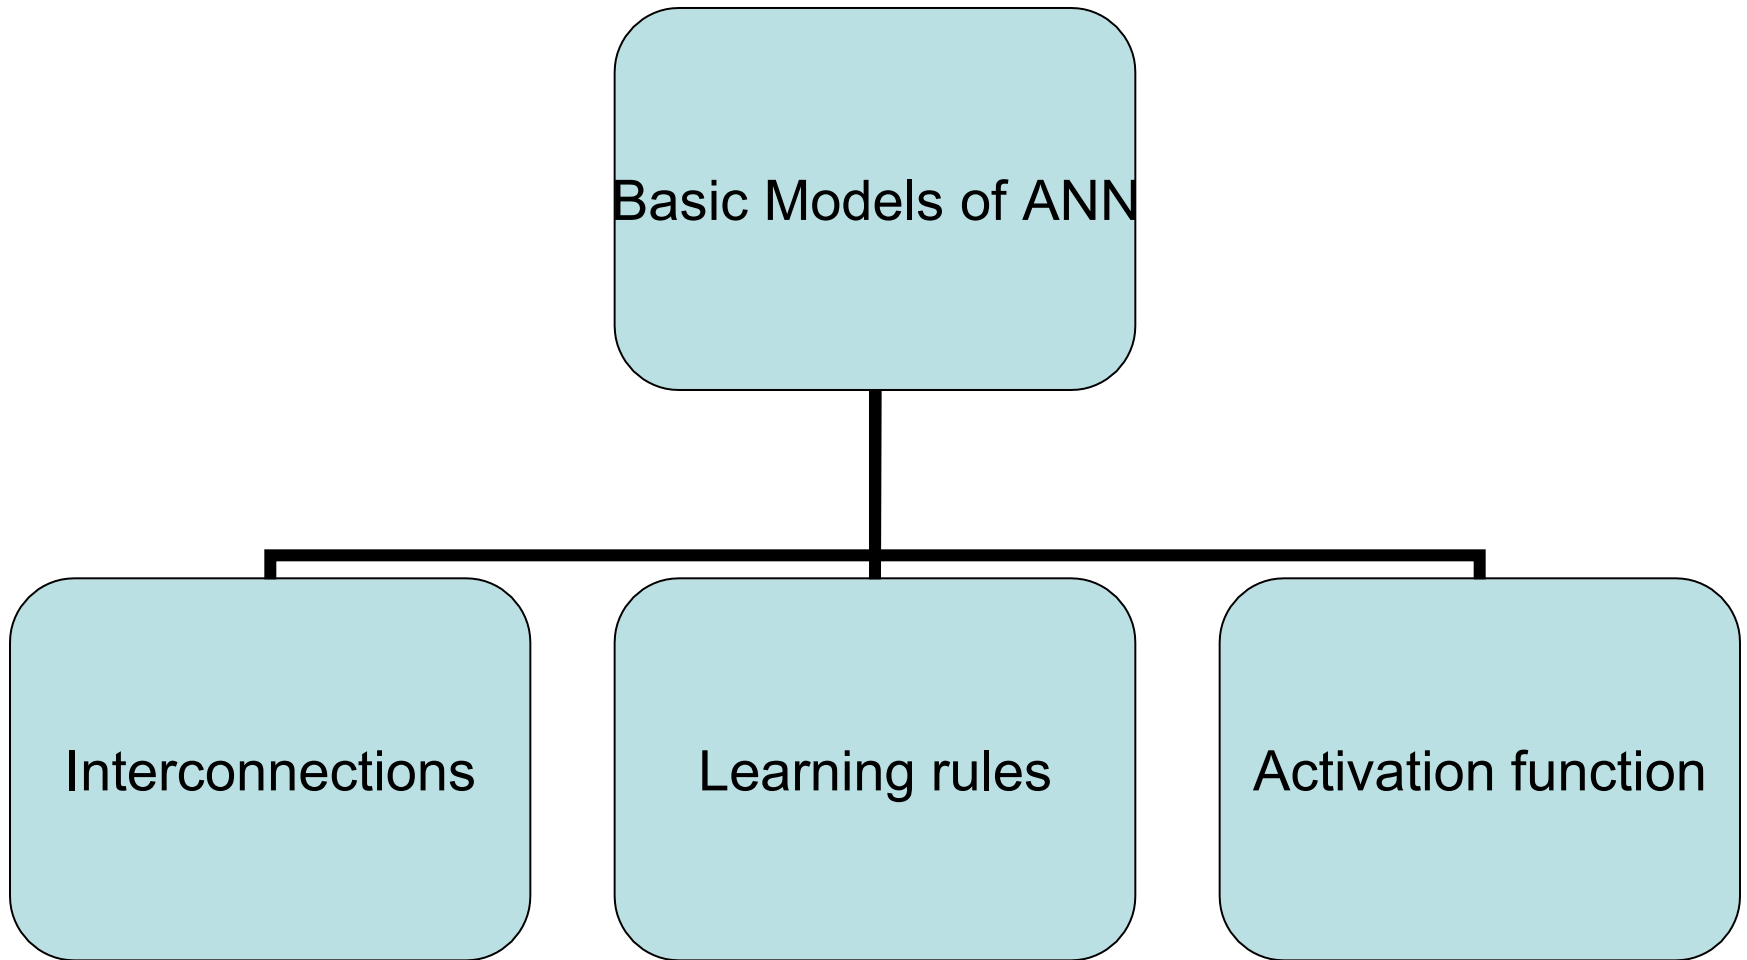 Basic Models of ANN
Interconnections
Learning rules
Activation function